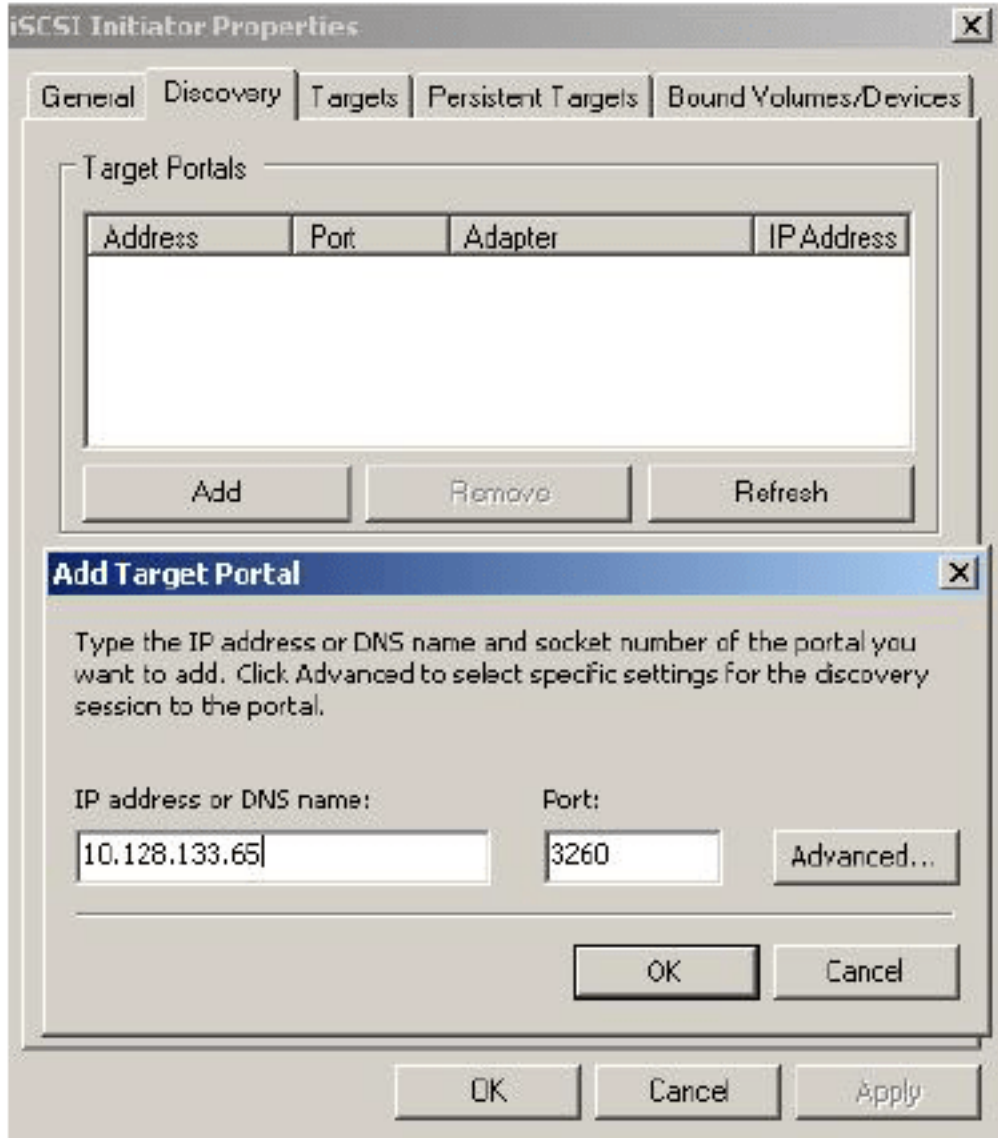 iSCSI Initiator Properties
General Discovery Targets Persistent Targets Bound Volumes/Devices
Target Portals
Address Port Adapter IP Address
Add Remove Refresh
Add Target Portal
Type the IP address or DNS name and socket number of the portal you
want to add. Click Advanced to select specific settings for the discovery
session to the portal.
IP address or DNS name: Port:
10.128.133.65 3260 Advanced...
OK Cancel
OK Cancel Apply